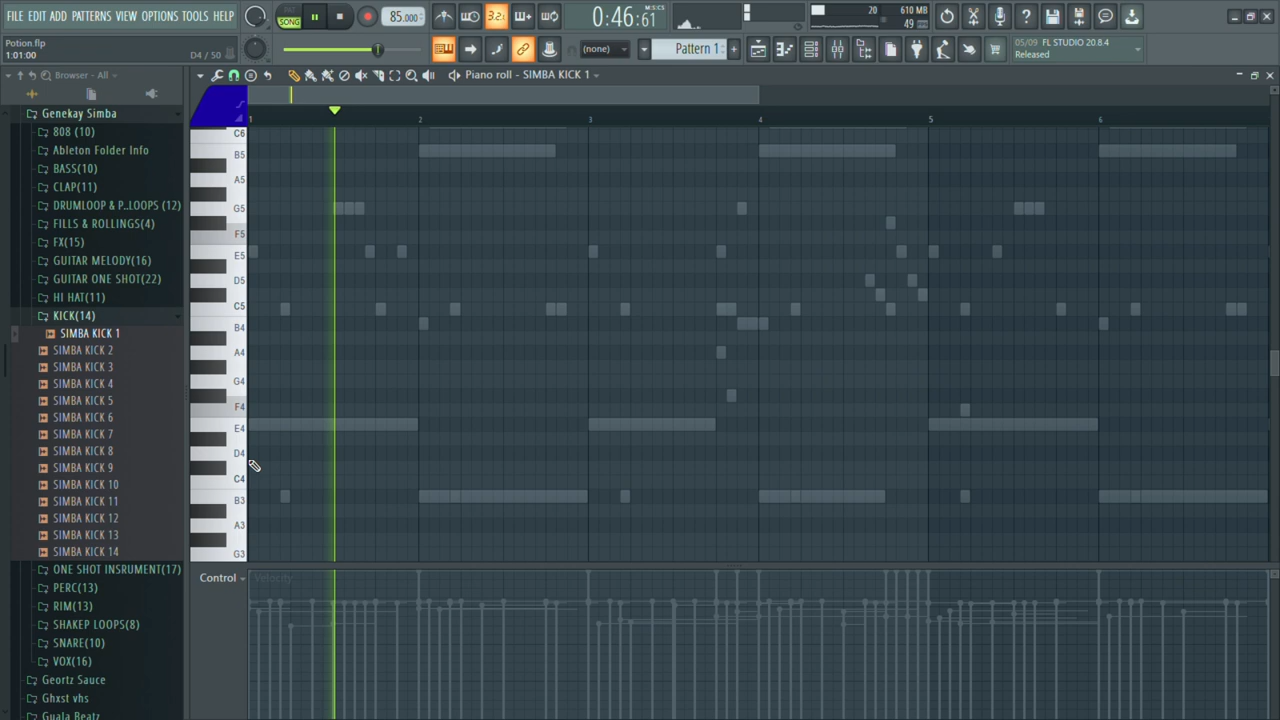 FILE EDIT ADD PATTERNS VIEW OPTIONS TOOLS HELP
PAT
SONG
85.000
3.2.
0:46:61
M:S:CS
20
610 MB
49
Potion.flp
1:01:00
D4 / 50
(none)
Pattern 1
05/09 FL STUDIO 20.8.4
Released
Browser - All
Piano roll - SIMBA KICK 1
Genekay Simba
808 (10)
Ableton Folder Info
BASS(10)
CLAP(11)
DRUMLOOP & P..LOOPS (12)
FILLS & ROLLINGS(4)
FX(15)
GUITAR MELODY(16)
GUITAR ONE SHOT(22)
HI HAT(11)
KICK(14)
SIMBA KICK 1
SIMBA KICK 2
SIMBA KICK 3
SIMBA KICK 4
SIMBA KICK 5
SIMBA KICK 6
SIMBA KICK 7
SIMBA KICK 8
SIMBA KICK 9
SIMBA KICK 10
SIMBA KICK 11
SIMBA KICK 12
SIMBA KICK 13
SIMBA KICK 14
ONE SHOT INSRUMENT(17)
PERC(13)
RIM(13)
SHAKEP LOOPS(8)
SNARE(10)
VOX(16)
Geortz Sauce
Ghxst vhs
Guala Beatz
1 2 3 4 5 6
C6
B5
A5
G5
F5
E5
D5
C5
B4
A4
G4
F4
E4
D4
C4
B3
A3
G3
Control
Velocity